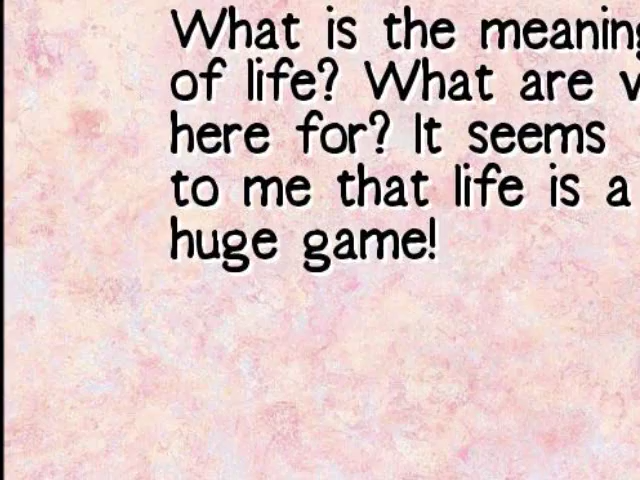 What is the meaning
of life? What are
here for? It seems
to me that life is a
huge game!